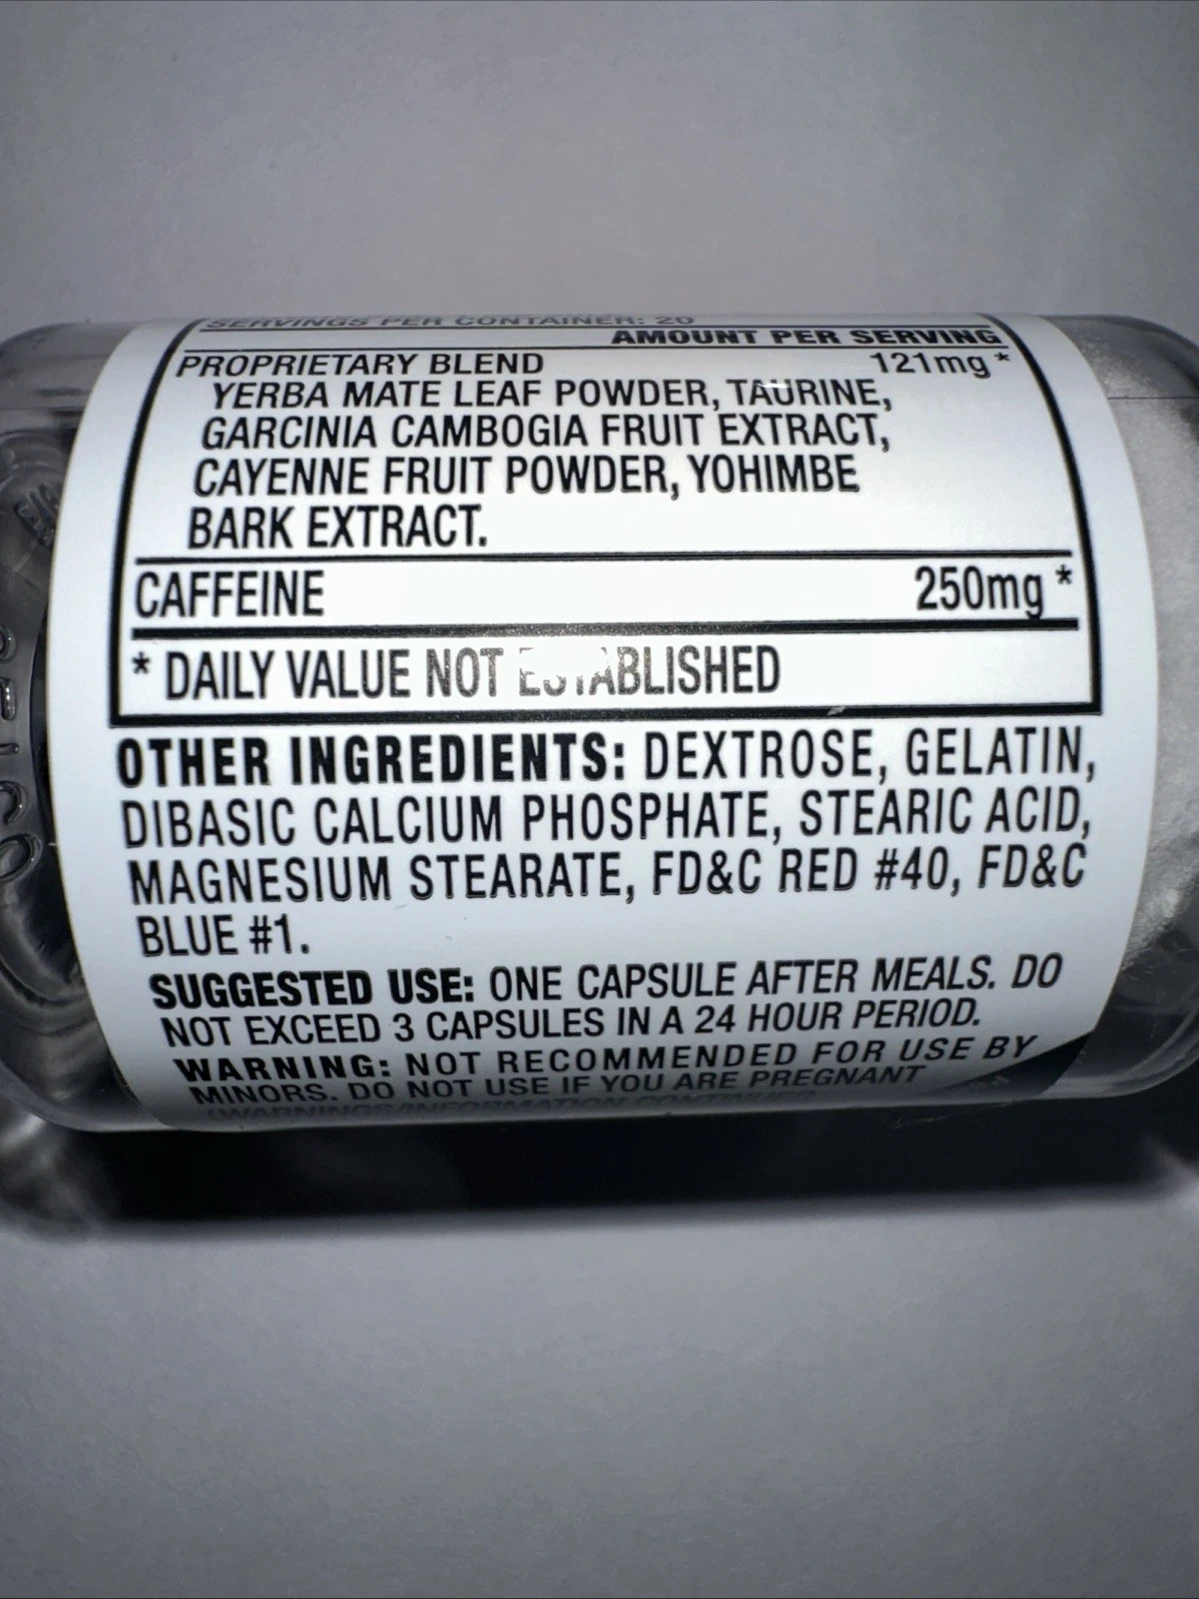 SERVINGS PER CONTAINER: 20
AMOUNT PER SERVING
PROPRIETARY BLEND 121mg*
YERBA MATE LEAF POWDER, TAURINE,
GARCINIA CAMBOGIA FRUIT EXTRACT,
CAYENNE FRUIT POWDER, YOHIMBE
BARK EXTRACT.
CAFFEINE 250mg*
* DAILY VALUE NOT ESTABLISHED
OTHER INGREDIENTS: DEXTROSE, GELATIN,
DIBASIC CALCIUM PHOSPHATE, STEARIC ACID,
MAGNESIUM STEARATE, FD&C RED #40, FD&C
BLUE #1.
SUGGESTED USE: ONE CAPSULE AFTER MEALS. DO
NOT EXCEED 3 CAPSULES IN A 24 HOUR PERIOD.
WARNING: NOT RECOMMENDED FOR USE BY
MINORS. DO NOT USE IF YOU ARE PREGNANT
(WARNINGS/INFORMATION CONTINUED